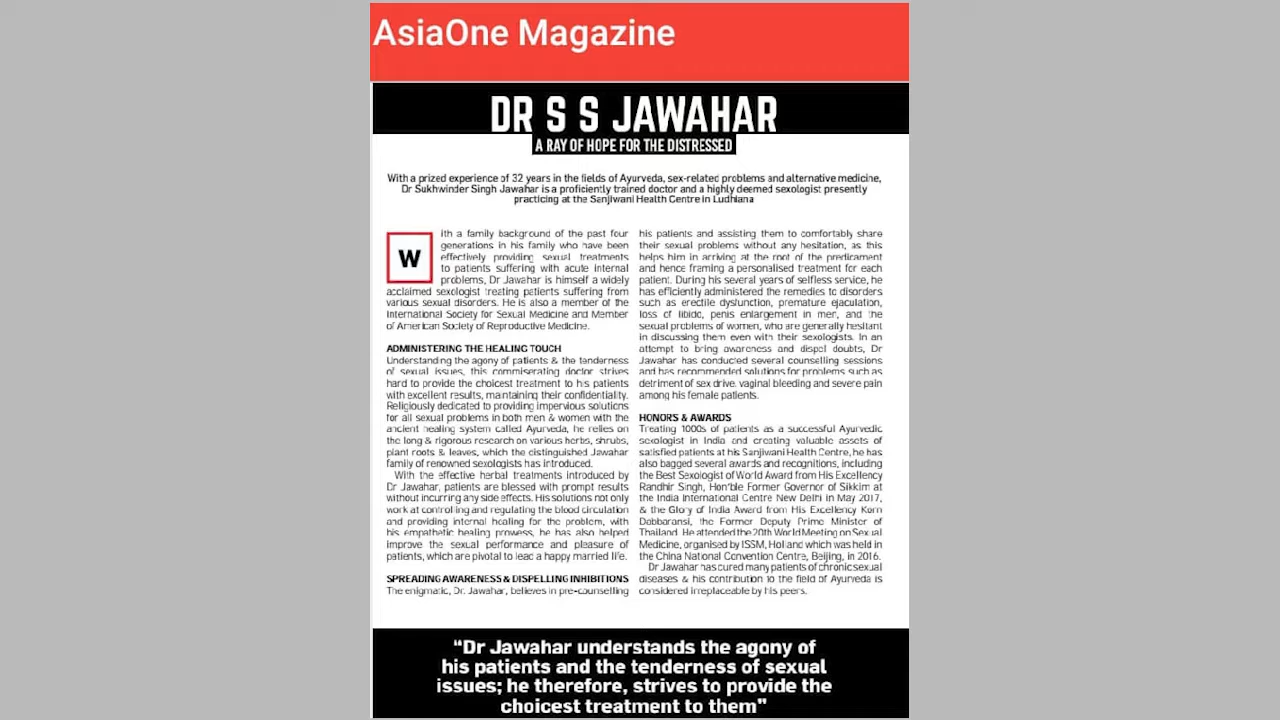 AsiaOne Magazine
DR S S JAWAHAR
A RAY OF HOPE FOR THE DISTRESSED
With a prized experience of 32 years in the fields of Ayurveda, sex-related problems and alternative medicine,
Dr Sukhwinder Singh Jawahar is a proficiently trained doctor and a highly deemed sexologist presently
practicing at the Sanjiwani Health Centre in Ludhiana
With a family background of the past four
generations in his family who have been
effectively providing sexual treatments
to patients suffering with acute internal
problems, Dr Jawahar is himself a widely
acclaimed sexologist treating patients suffering from
various sexual disorders. He is also a member of the
International Society for Sexual Medicine and Member
of American Society of Reproductive Medicine.
ADMINISTERING THE HEALING TOUCH
Understanding the agony of patients & the tenderness
of sexual issues, this commiserating doctor strives
hard to provide the choicest treatment to his patients
with excellent results, maintaining their confidentiality.
Religiously dedicated to providing impervious solutions
for all sexual problems in both men & women with the
ancient healing system called Ayurveda, he relies on
the long & rigorous research on various herbs, shrubs,
plant roots & leaves, which the distinguished Jawahar
family of renowned sexologists has introduced.
With the effective herbal treatments introduced by
Dr Jawahar, patients are blessed with prompt results
without incurring any side effects. His solutions not only
work at controlling and regulating the blood circulation
and providing internal healing for the problem, with
his empathetic healing prowess, he has also helped
improve the sexual performance and pleasure of
patients, which are pivotal to lead a happy married life.
SPREADING AWARENESS & DISPELLING INHIBITIONS
The enigmatic, Dr. Jawahar, believes in pre-counselling
his patients and assisting them to comfortably share
their sexual problems without any hesitation, as this
helps him in arriving at the root of the predicament
and hence framing a personalised treatment for each
patient. During his several years of selfless service, he
has efficiently administered the remedies to disorders
such as erectile dysfunction, premature ejaculation,
loss of libido, penis enlargement in men, and the
sexual problems of women, who are generally hesitant
in discussing them even with their sexologists. In an
attempt to bring awareness and dispel doubts, Dr
Jawahar has conducted several counselling sessions
and has recommended solutions for problems such as
detriment of sex drive, vaginal bleeding and severe pain
among his female patients.
HONORS & AWARDS
Treating 1000s of patients as a successful Ayurvedic
sexologist in India and creating valuable assets of
satisfied patients at his Sanjiwani Health Centre, he has
also bagged several awards and recognitions, including
the Best Sexologist of World Award from His Excellency
Randhir Singh, Hon'ble Former Governor of Sikkim at
the India International Centre New Delhi in May 2017,
& the Glory of India Award from His Excellency Korn
Dabbaransi, the Former Deputy Prime Minister of
Thailand. He attended the 20th World Meeting on Sexual
Medicine, organised by ISSM, Holland which was held in
the China National Convention Centre, Beijing, in 2016.
Dr Jawahar has cured many patients of chronic sexual
diseases & his contribution to the field of Ayurveda is
considered irreplaceable by his peers.
"Dr Jawahar understands the agony of
his patients and the tenderness of sexual
issues; he therefore, strives to provide the
choicest treatment to them"